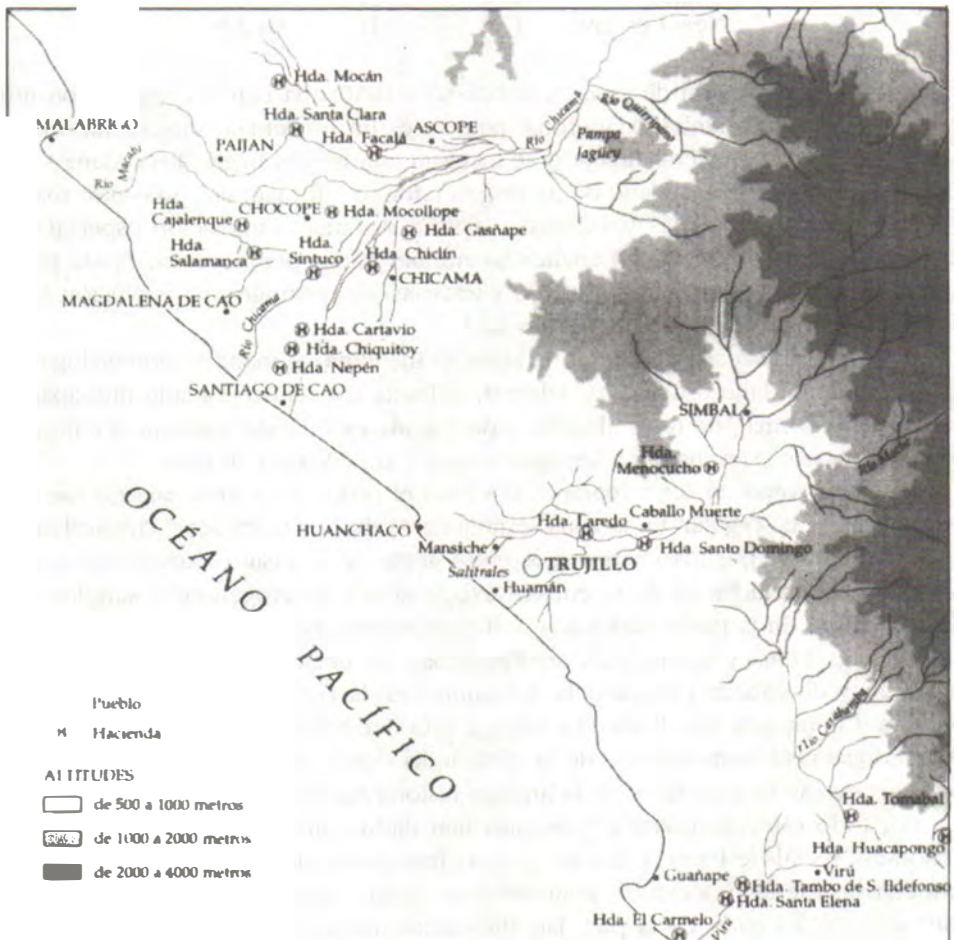 Hda. Mocán
MALABRIGO
Hda. Santa Clara
ASCOPE
Hda. Facalá
PAIJAN
Río
Chicama
Río Quirripano
Pampa
Jagüey
Río
Hda.
Cajalenque
CHOCOPE
Hda. Mocollope
Hda. Gasñape
Hda.
Salamanca
Hda.
Sintuco
Hda. Chiclín
CHICAMA
MAGDALENA DE CAO
Río Chicama
Hda. Cartavio
Hda. Chiquitoy
Hda. Nepén
SANTIAGO DE CAO
SIMBAL
Hda.
Menocucho
Río
HUANCHACO
Hda. Laredo
Caballo Muerte
Mansiche
Hda. Santo Domingo
Salitrales
TRUJILLO
Huamán
OCÉANO PACÍFICO
Pueblo
H Hacienda
ALTITUDES
de 500 a 1000 metros
de 1000 a 2000 metros
de 2000 a 4000 metros
Río
Hda. Tomabal
Hda. Huacapongo
Virú
Guañape
Hda. Tambo de S. Ildefonso
Hda. Santa Elena
Hda. El Carmelo
Virú